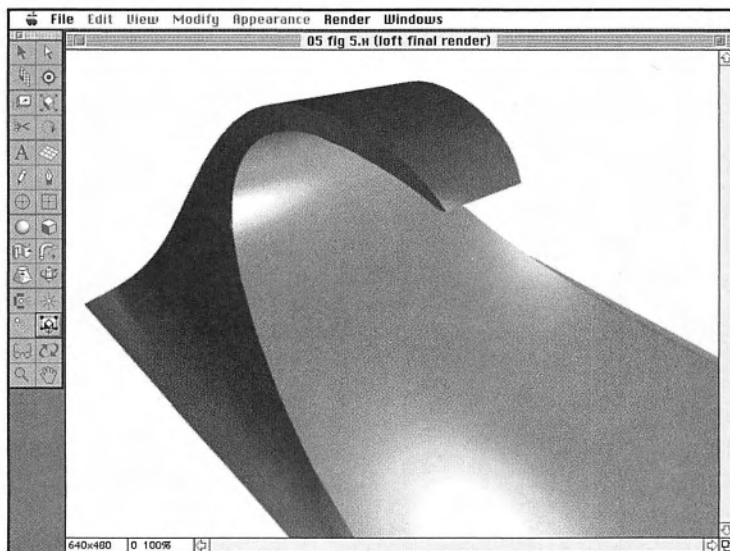 File Edit View Modify Appearance Render Windows
05 fig 5.н (loft final render)
A
640x480 0 100%